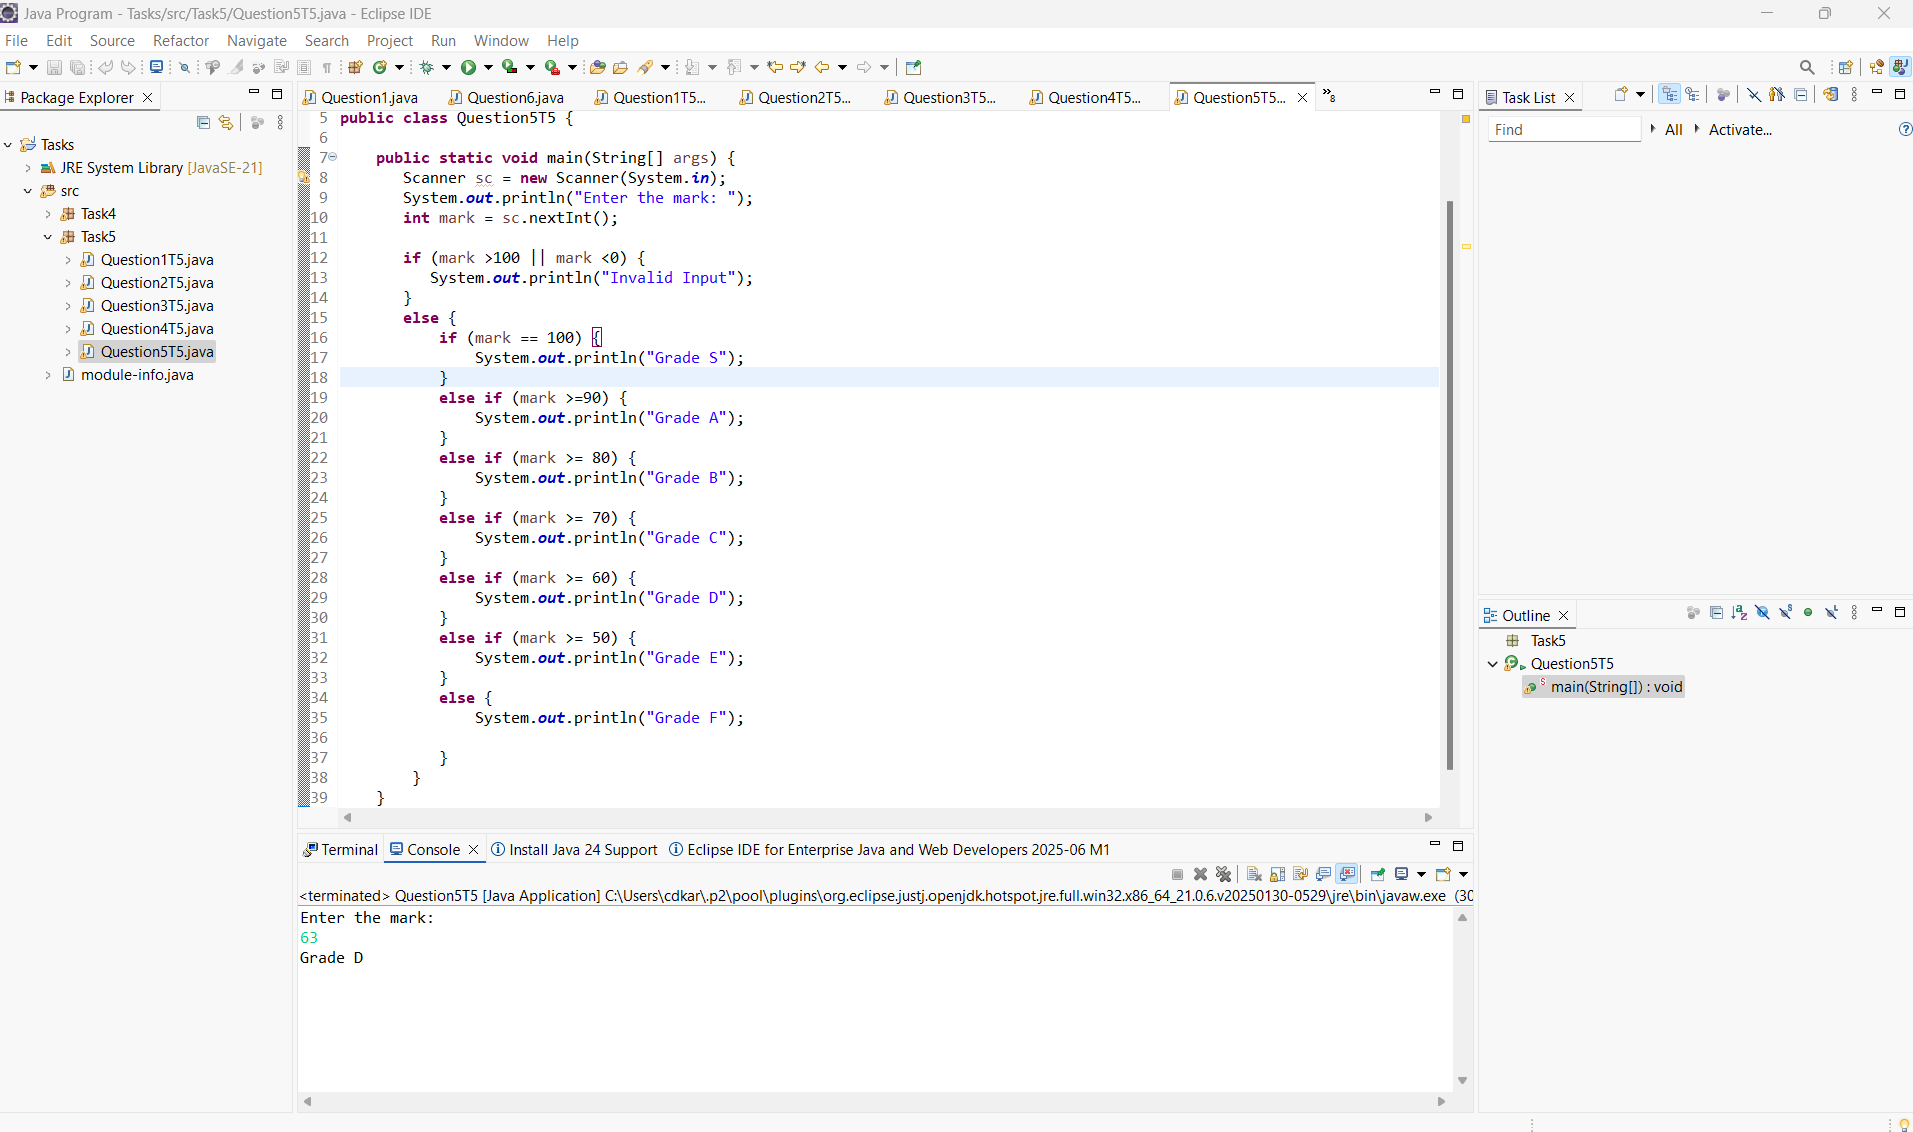 Java Program - Tasks/src/Task5/Question5T5.java - Eclipse IDE
File Edit Source Refactor Navigate Search Project Run Window Help
Package Explorer
Tasks
JRE System Library [JavaSE-21]
src
Task4
Task5
Question1T5.java
Question2T5.java
Question3T5.java
Question4T5.java
Question5T5.java
module-info.java
Question1.java Question6.java Question1T5... Question2T5... Question3T5... Question4T5... Question5T5... »8
5 public class Question5T5 {
6
7 public static void main(String[] args) {
8 Scanner sc = new Scanner(System.in);
9 System.out.println("Enter the mark: ");
10 int mark = sc.nextInt();
11
12 if (mark >100 || mark <0) {
13 System.out.println("Invalid Input");
14 }
15 else {
16 if (mark == 100) {
17 System.out.println("Grade S");
18 }
19 else if (mark >=90) {
20 System.out.println("Grade A");
21 }
22 else if (mark >= 80) {
23 System.out.println("Grade B");
24 }
25 else if (mark >= 70) {
26 System.out.println("Grade C");
27 }
28 else if (mark >= 60) {
29 System.out.println("Grade D");
30 }
31 else if (mark >= 50) {
32 System.out.println("Grade E");
33 }
34 else {
35 System.out.println("Grade F");
36
37 }
38 }
39 }
Terminal Console Install Java 24 Support Eclipse IDE for Enterprise Java and Web Developers 2025-06 M1
<terminated> Question5T5 [Java Application] C:\Users\cdkar\.p2\pool\plugins\org.eclipse.justj.openjdk.hotspot.jre.full.win32.x86_64_21.0.6.v20250130-0529\jre\bin\javaw.exe (30
Enter the mark:
63
Grade D
Task List
Find All Activate...
Outline
Task5
Question5T5
main(String[]) : void